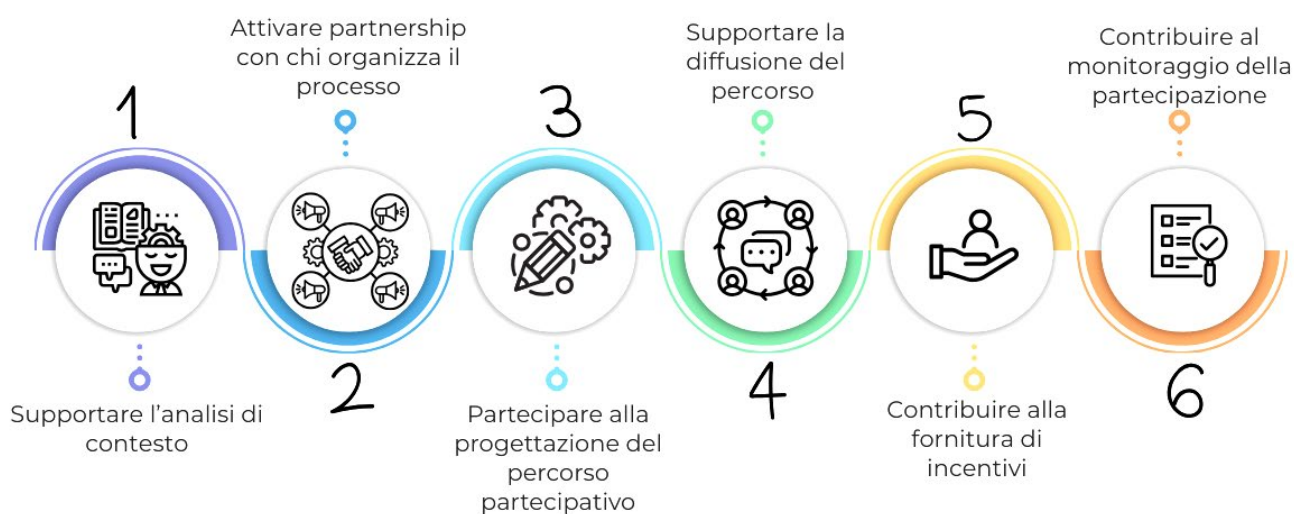 1
Supportare l'analisi di
contesto
Attivare partnership
con chi organizza il
processo
2
3
Partecipare alla
progettazione del
percorso
partecipativo
Supportare la
diffusione del
percorso
4
5
Contribuire alla
fornitura di
incentivi
Contribuire al
monitoraggio della
partecipazione
6